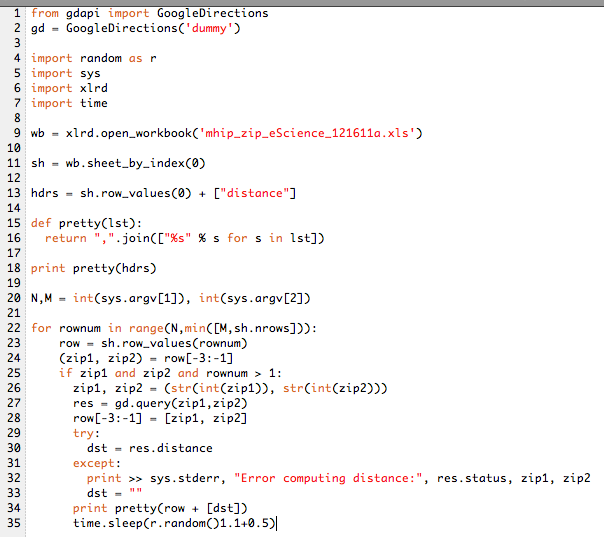 1 from gdapi import GoogleDirections
2 gd = GoogleDirections('dummy')
3
4 import random as r
5 import sys
6 import xlrd
7 import time
8
9 wb = xlrd.open_workbook('mhip_zip_eScience_121611a.xls')
10
11 sh = wb.sheet_by_index(0)
12
13 hdrs = sh.row_values(0) + ["distance"]
14
15 def pretty(lst):
16   return ",".join(["%s" % s for s in lst])
17
18 print pretty(hdrs)
19
20 N,M = int(sys.argv[1]), int(sys.argv[2])
21
22 for rownum in range(N,min([M,sh.nrows])):
23     row = sh.row_values(rownum)
24     (zip1, zip2) = row[-3:-1]
25     if zip1 and zip2 and rownum > 1:
26       zip1, zip2 = (str(int(zip1)), str(int(zip2)))
27       res = gd.query(zip1,zip2)
28       row[-3:-1] = [zip1, zip2]
29       try:
30         dst = res.distance
31       except:
32         print >> sys.stderr, "Error computing distance:", res.status, zip1, zip2
33         dst = ""
34       print pretty(row + [dst])
35       time.sleep(r.random()1.1+0.5)